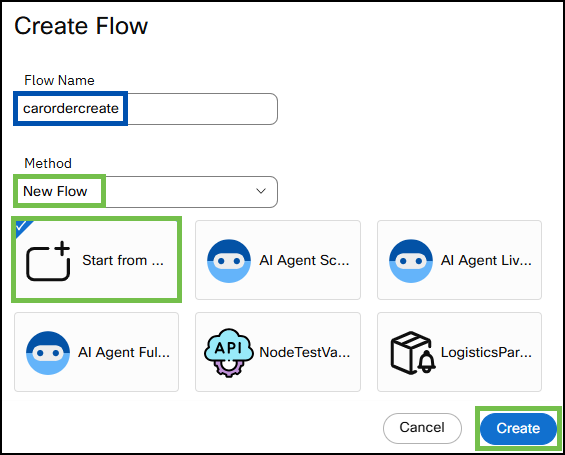 Create Flow
Flow Name
carordercreate
Method
New Flow
Start from ...
AI Agent Sc...
AI Agent Liv...
AI Agent Ful...
API
NodeTestVa...
LogisticsPar...
Cancel
Create